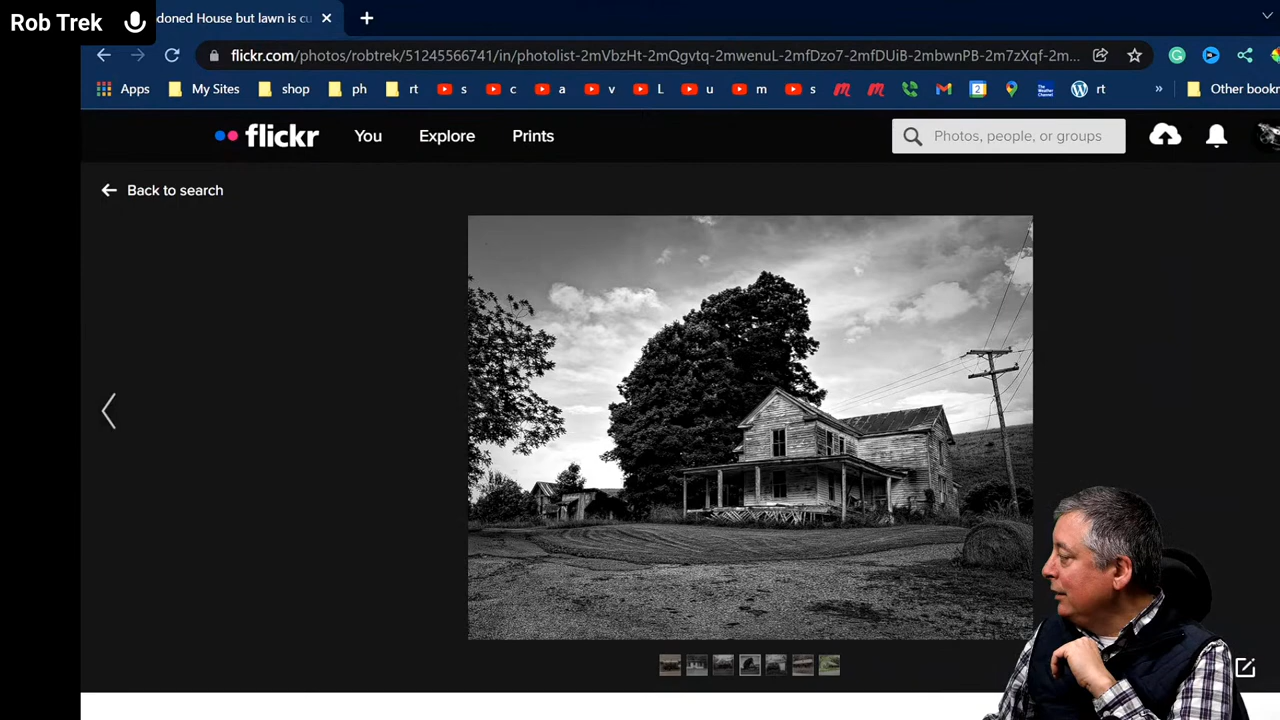 Rob Trek
doned House but lawn is cu
flickr.com/photos/robtrek/51245566741/in/photolist-2mVbzHt-2mQgvtq-2mwenuL-2mfDzo7-2mfDUiB-2mbwnPB-2m7zXqf-2m...
Apps My Sites shop ph rt s c a v L u m s rt » Other bookm
flickr You Explore Prints Photos, people, or groups
Back to search